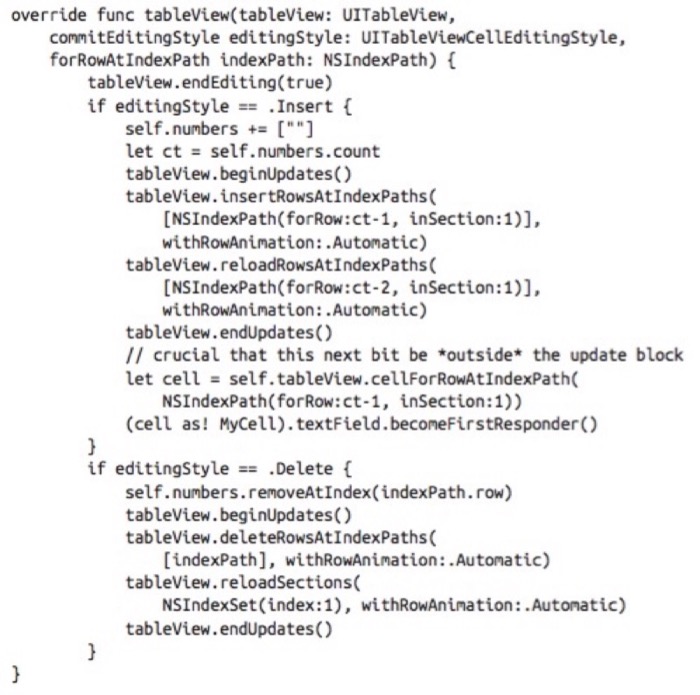 override func tableView(tableView: UITableView,
    commitEditingStyle editingStyle: UITableViewCellEditingStyle,
    forRowAtIndexPath indexPath: NSIndexPath) {
        tableView.endEditing(true)
        if editingStyle == .Insert {
            self.numbers += [""]
            let ct = self.numbers.count
            tableView.beginUpdates()
            tableView.insertRowsAtIndexPaths(
                [NSIndexPath(forRow:ct-1, inSection:1)],
                withRowAnimation:.Automatic)
            tableView.reloadRowsAtIndexPaths(
                [NSIndexPath(forRow:ct-2, inSection:1)],
                withRowAnimation:.Automatic)
            tableView.endUpdates()
            // crucial that this next bit be *outside* the update block
            let cell = self.tableView.cellForRowAtIndexPath(
                NSIndexPath(forRow:ct-1, inSection:1))
            (cell as! MyCell).textField.becomeFirstResponder()
        }
        if editingStyle == .Delete {
            self.numbers.removeAtIndex(indexPath.row)
            tableView.beginUpdates()
            tableView.deleteRowsAtIndexPaths(
                [indexPath], withRowAnimation:.Automatic)
            tableView.reloadSections(
                NSIndexSet(index:1), withRowAnimation:.Automatic)
            tableView.endUpdates()
        }
}